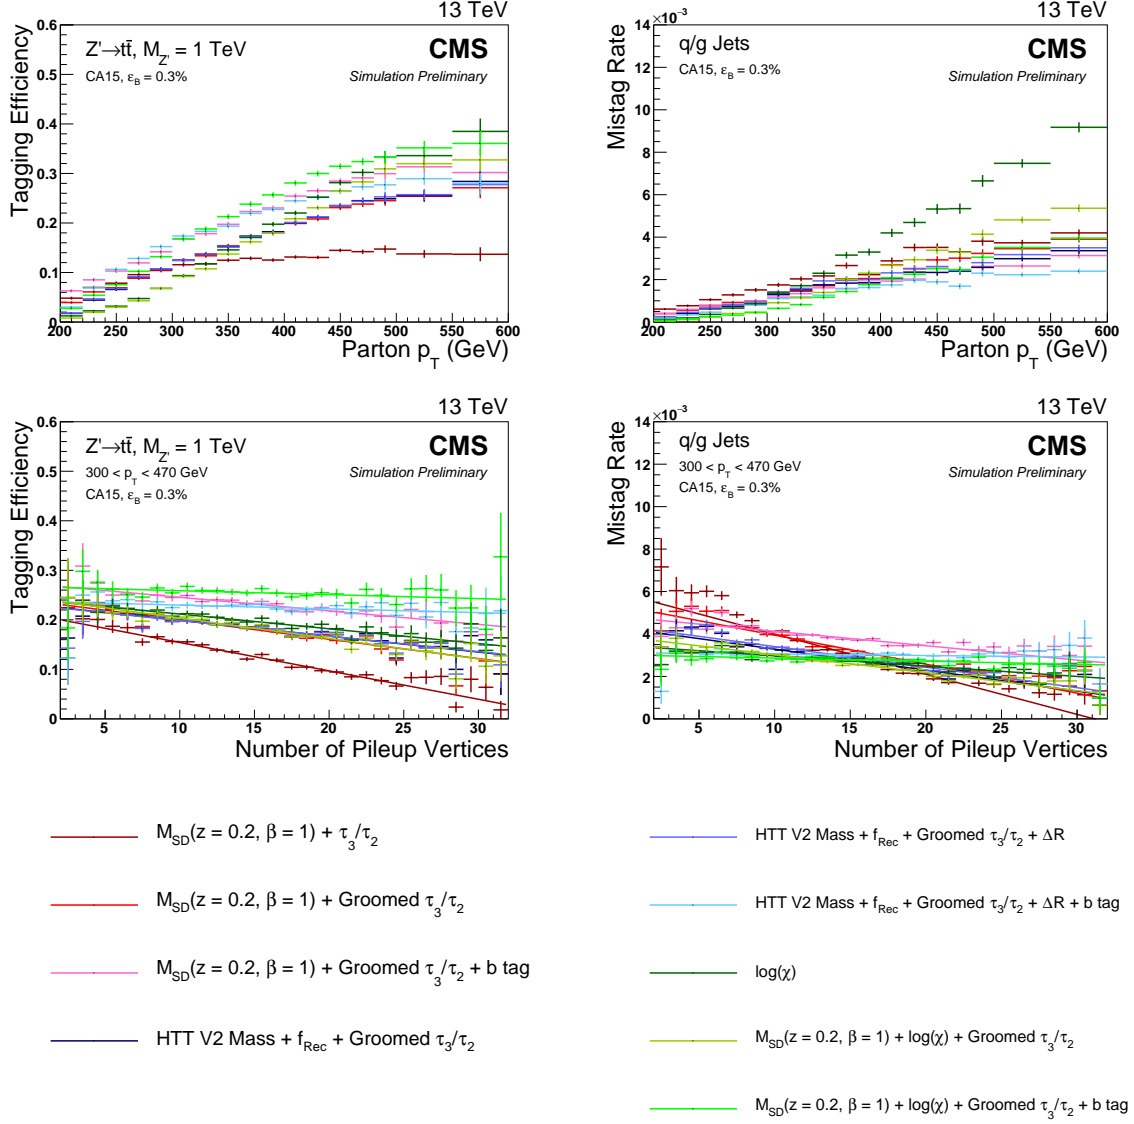 13 TeV
Tagging Efficiency
0.6
0.5
0.4
0.3
0.2
0.1
0
Z'→tt̄, M_Z' = 1 TeV
CA15, ε_B = 0.3%
CMS
Simulation Preliminary
200 250 300 350 400 450 500 550 600
Parton p_T (GeV)
13 TeV
×10⁻³
Mistag Rate
14
12
10
8
6
4
2
0
q/g Jets
CA15, ε_B = 0.3%
CMS
Simulation Preliminary
200 250 300 350 400 450 500 550 600
Parton p_T (GeV)
13 TeV
Tagging Efficiency
0.6
0.5
0.4
0.3
0.2
0.1
0
Z'→tt̄, M_Z' = 1 TeV
300 < p_T < 470 GeV
CA15, ε_B = 0.3%
CMS
Simulation Preliminary
5 10 15 20 25 30
Number of Pileup Vertices
13 TeV
×10⁻³
Mistag Rate
14
12
10
8
6
4
2
0
q/g Jets
300 < p_T < 470 GeV
CA15, ε_B = 0.3%
CMS
Simulation Preliminary
5 10 15 20 25 30
Number of Pileup Vertices
M_SD(z = 0.2, β = 1) + τ_3/τ_2
M_SD(z = 0.2, β = 1) + Groomed τ_3/τ_2
M_SD(z = 0.2, β = 1) + Groomed τ_3/τ_2 + b tag
HTT V2 Mass + f_Rec + Groomed τ_3/τ_2
HTT V2 Mass + f_Rec + Groomed τ_3/τ_2 + ΔR
HTT V2 Mass + f_Rec + Groomed τ_3/τ_2 + ΔR + b tag
log(χ)
M_SD(z = 0.2, β = 1) + log(χ) + Groomed τ_3/τ_2
M_SD(z = 0.2, β = 1) + log(χ) + Groomed τ_3/τ_2 + b tag